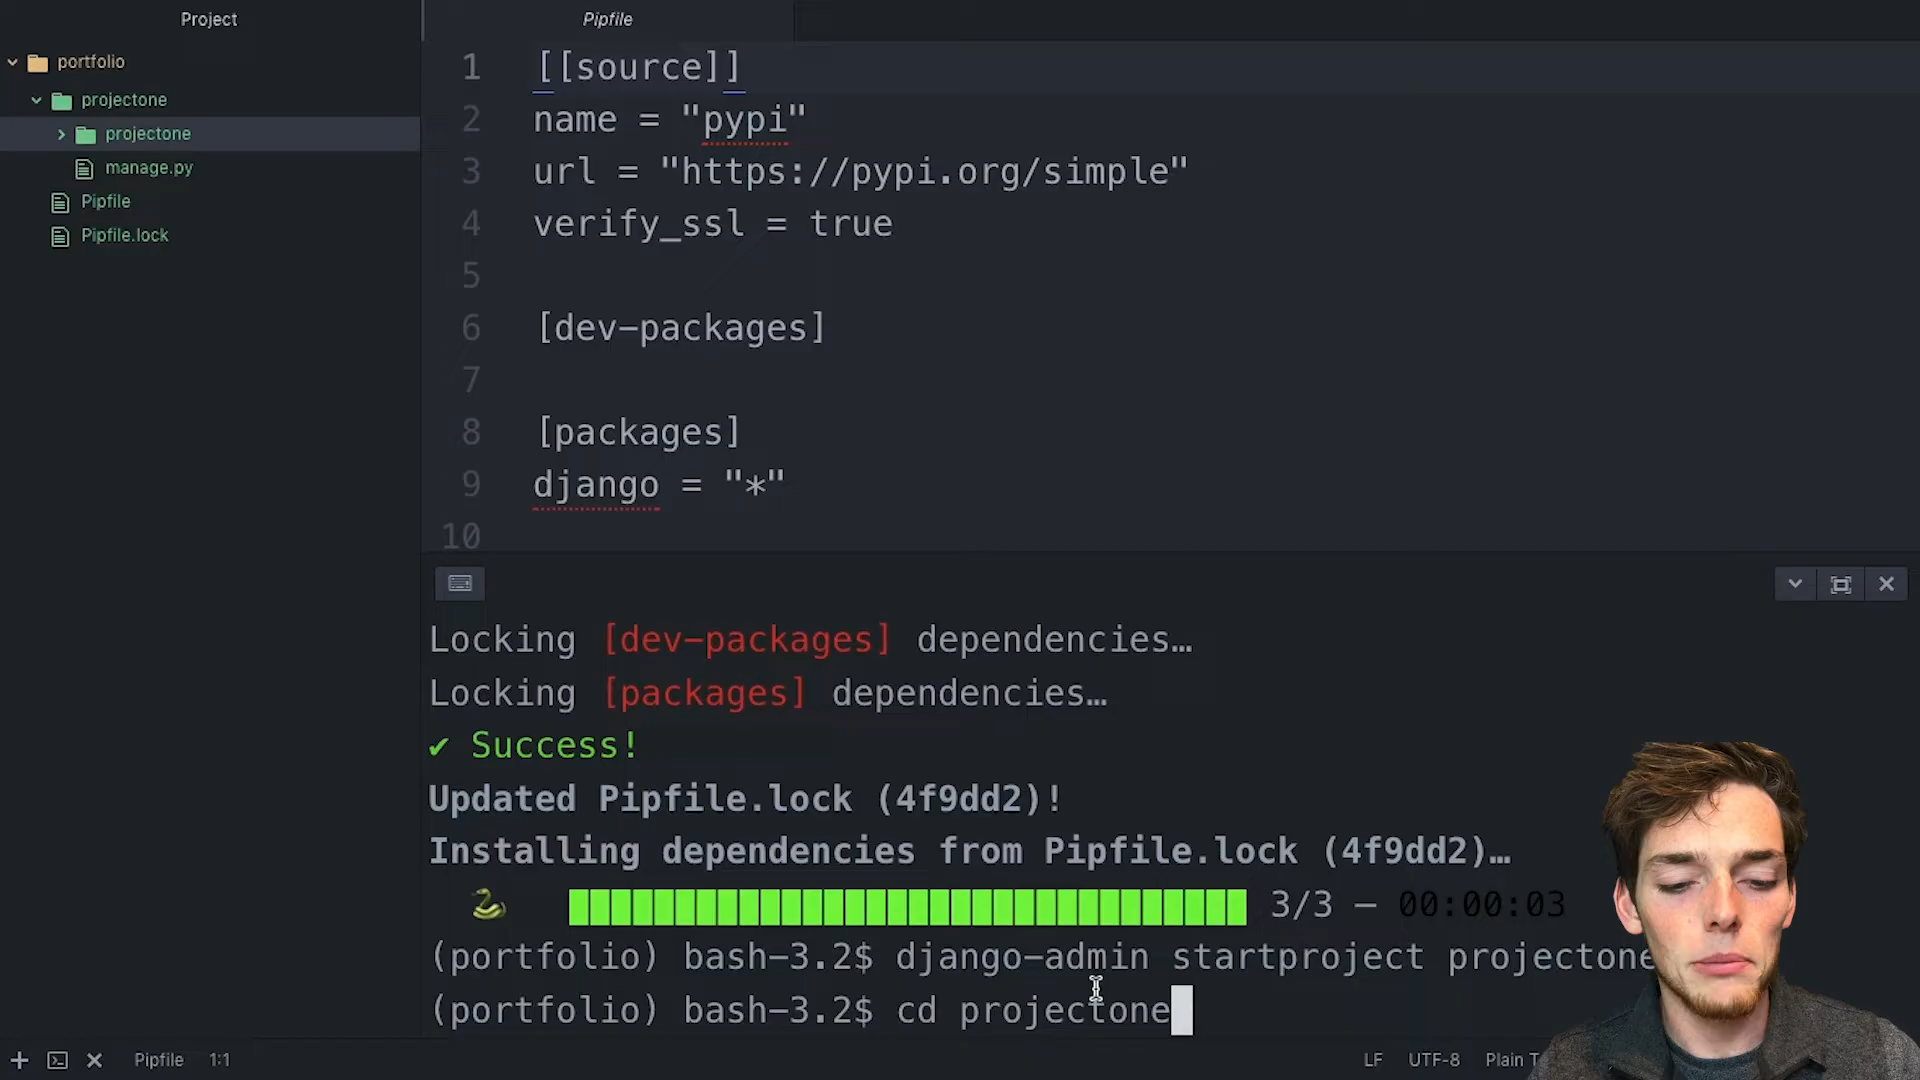 Project
portfolio
projectone
projectone
manage.py
Pipfile
Pipfile.lock
Pipfile
1 [[source]]
2 name = "pypi"
3 url = "https://pypi.org/simple"
4 verify_ssl = true
5
6 [dev-packages]
7
8 [packages]
9 django = "*"
10
Locking [dev-packages] dependencies…
Locking [packages] dependencies…
✔ Success!
Updated Pipfile.lock (4f9dd2)!
Installing dependencies from Pipfile.lock (4f9dd2)…
3/3 — 00:00:03
(portfolio) bash-3.2$ django-admin startproject projectone
(portfolio) bash-3.2$ cd projectone
Pipfile 1:1 LF UTF-8 Plain